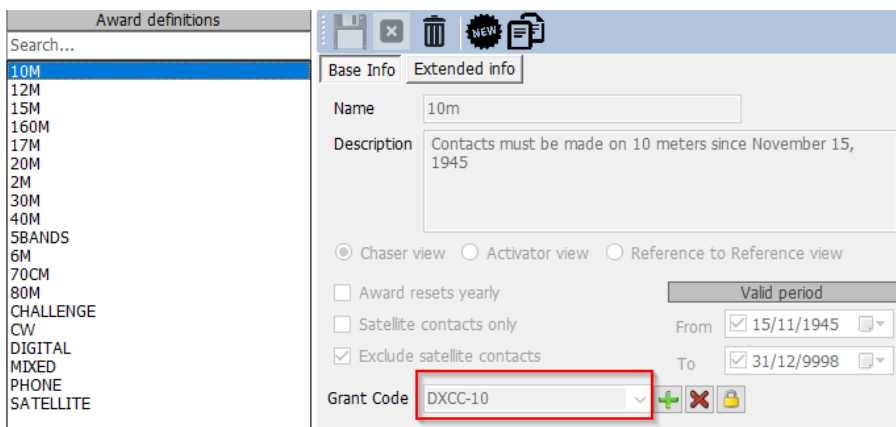 Award definitions
Search...
10M
12M
15M
160M
17M
20M
2M
30M
40M
5BANDS
6M
70CM
80M
CHALLENGE
CW
DIGITAL
MIXED
PHONE
SATELLITE
NEW
Base Info Extended info
Name 10m
Description Contacts must be made on 10 meters since November 15,
1945
Chaser view Activator view Reference to Reference view
Award resets yearly
Valid period
Satellite contacts only
From 15/11/1945
Exclude satellite contacts
To 31/12/9998
Grant Code DXCC-10